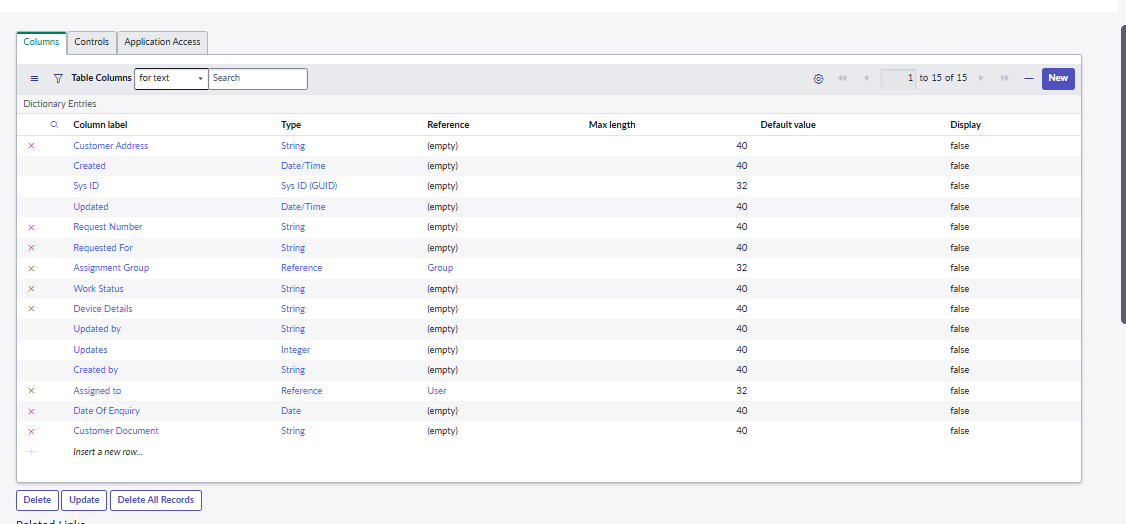 Columns Controls Application Access
Table Columns for text Search 1 to 15 of 15 New
Dictionary Entries
Column label Type Reference Max length Default value Display
Customer Address String (empty) 40 false
Created Date/Time (empty) 40 false
Sys ID Sys ID (GUID) (empty) 32 false
Updated Date/Time (empty) 40 false
Request Number String (empty) 40 false
Requested For String (empty) 40 false
Assignment Group Reference Group 32 false
Work Status String (empty) 40 false
Device Details String (empty) 40 false
Updated by String (empty) 40 false
Updates Integer (empty) 40 false
Created by String (empty) 40 false
Assigned to Reference User 32 false
Date Of Enquiry Date (empty) 40 false
Customer Document String (empty) 40 false
Insert a new row...
Delete Update Delete All Records
Related Links